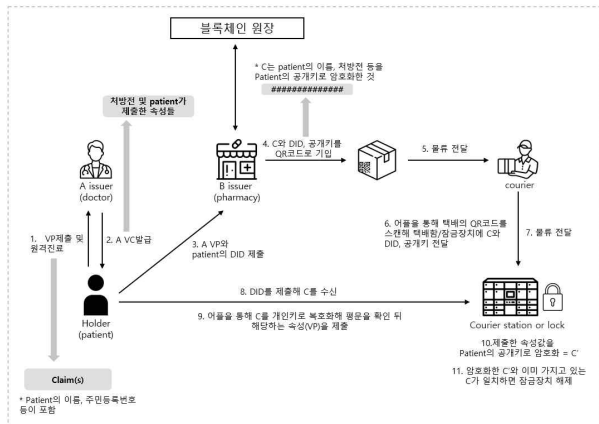 블록체인 원장
* C는 patient의 이름, 처방전 등을
Patient의 공개키로 암호화한 것
##############
처방전 및 patient가
제출한 속성들
A issuer
(doctor)
B issuer
(pharmacy)
4. C와 DID, 공개키를
QR코드로 기입
5. 물류 전달
courier
1. VP제출 및
원격진료
2. A VC발급
3. A VP와
patient의 DID 제출
6. 어플을 통해 택배의 QR코드를
스캔해 택배함/잠금장치에 C와
DID, 공개키 전달
7. 물류 전달
Holder
(patient)
8. DID를 제출해 C를 수신
9. 어플을 통해 C를 개인키로 복호화해 평문을 확인 뒤
해당하는 속성(VP)을 제출
Courier station or lock
10.제출한 속성값을
Patient의 공개키로 암호화 = C'
11. 암호화한 C'와 이미 가지고 있는
C가 일치하면 잠금장치 해제
Claim(s)
* Patient의 이름, 주민등록번호
등이 포함